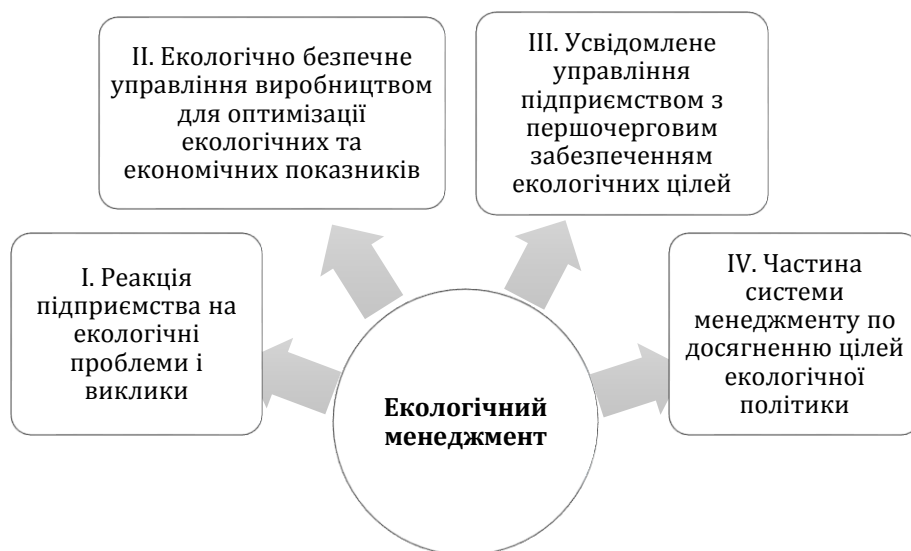 II. Екологічно безпечне
управління виробництвом
для оптимізації
екологічних та
економічних показників
III. Усвідомлене
управління
підприємством з
першочерговим
забезпеченням
екологічних цілей
I. Реакція
підприємства на
екологічні
проблеми і
виклики
IV. Частина
системи
менеджменту по
досягненню цілей
екологічної
політики
Екологічний
менеджмент